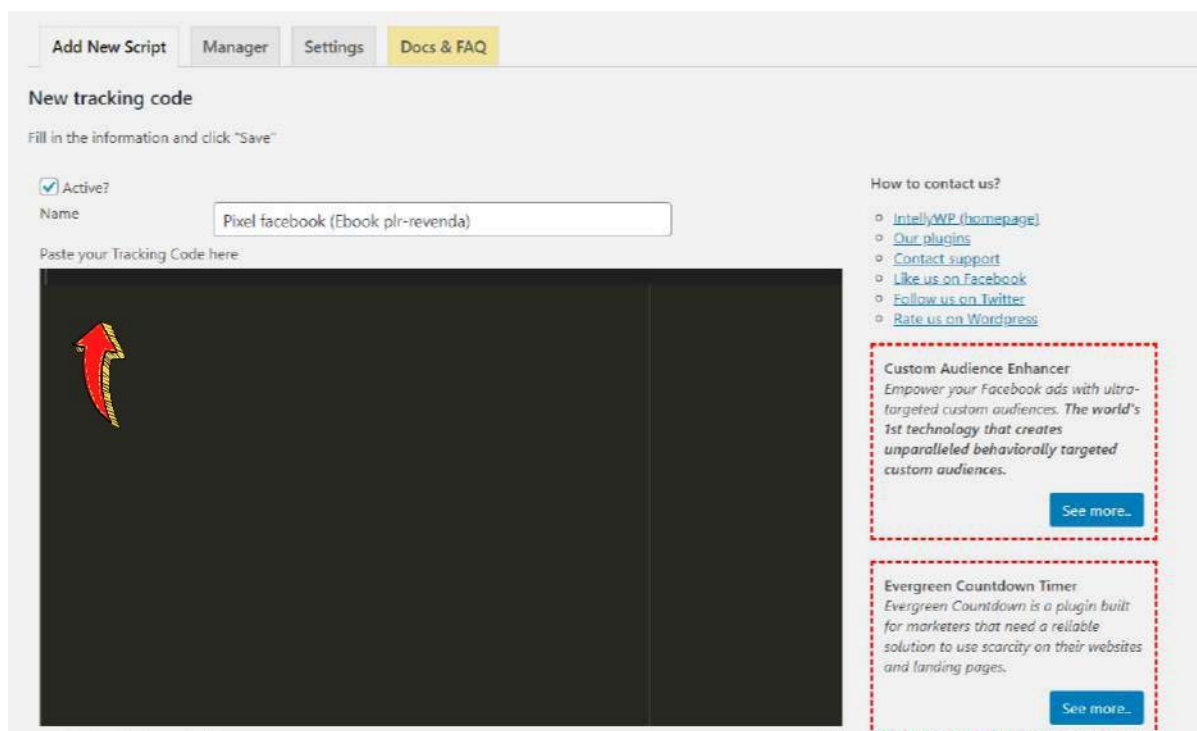 Add New Script
Manager
Settings
Docs & FAQ
New tracking code
Fill in the information and click "Save"
Active?
Name
Pixel facebook (Ebook plr-revenda)
Paste your Tracking Code here
How to contact us?
IntellyWP (homepage)
Our plugins
Contact support
Like us on Facebook
Follow us on Twitter
Rate us on Wordpress
Custom Audience Enhancer
Empower your Facebook ads with ultra-
targeted custom audiences. The world's
1st technology that creates
unparalleled behaviorally targeted
custom audiences.
See more..
Evergreen Countdown Timer
Evergreen Countdown is a plugin built
for marketers that need a reliable
solution to use scarcity on their websites
and landing pages.
See more..